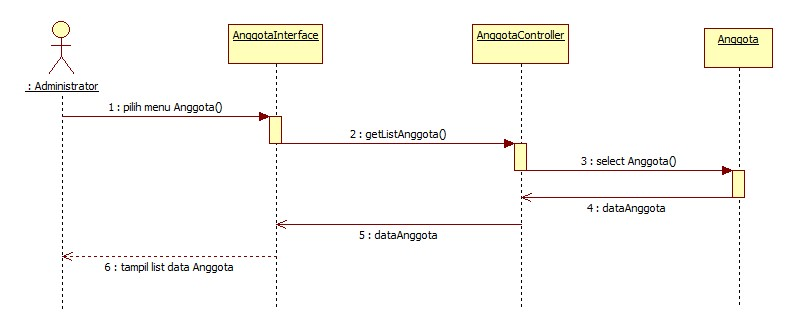 AnggotaInterface
AnggotaController
Anggota
: Administrator
1 : pilih menu Anggota()
2 : getListAnggota()
3 : select Anggota()
4 : dataAnggota
5 : dataAnggota
6 : tampil list data Anggota